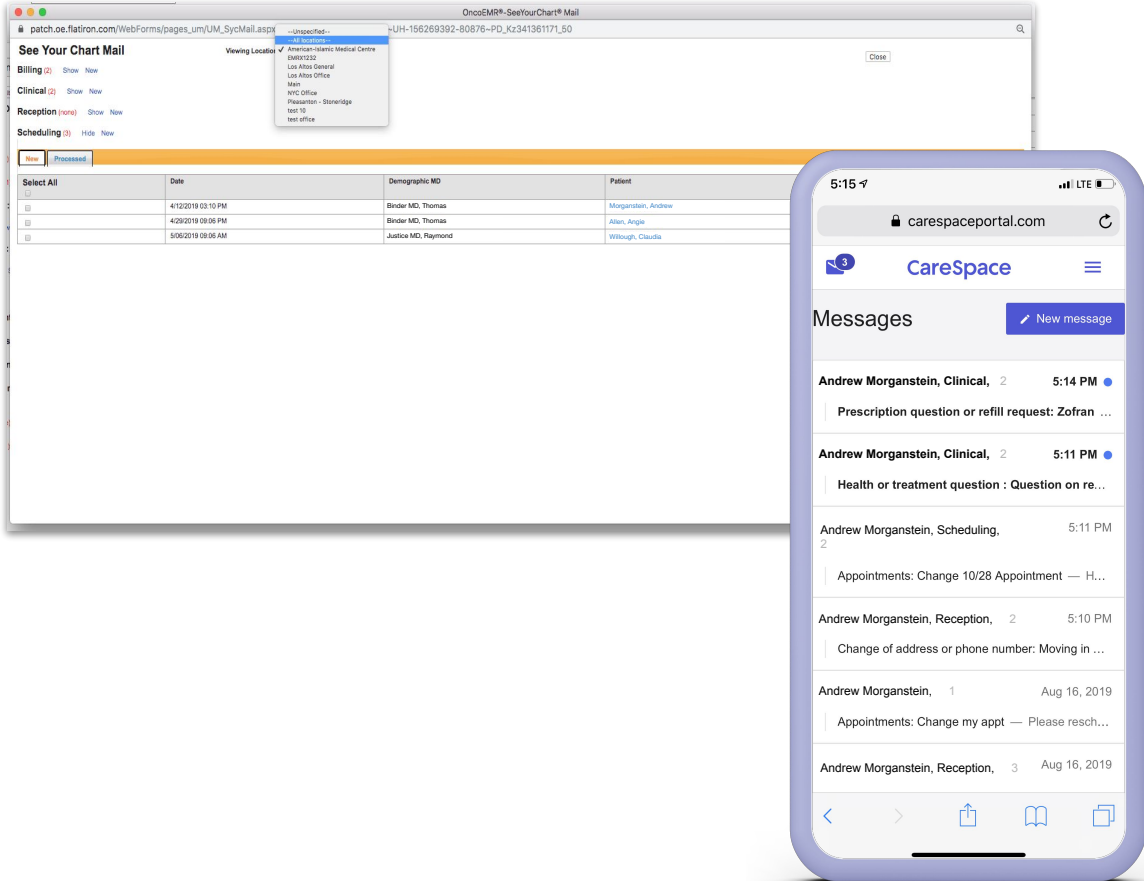 OncoEMR®-SeeYourChart® Mail
patch.oe.flatiron.com/WebForms/pages_um/UM_SycMail.aspx
~UH-156269392-80876~PD_Kz341361171_50
See Your Chart Mail
Viewing Location
--Unspecified--
--All locations--
✓ American-Islamic Medical Centre
EMRX1232
Los Altos General
Los Altos Office
Main
NYC Office
Pleasanton - Stoneridge
test 10
test office
Close
Billing (2) Show New
Clinical (2) Show New
Reception (none) Show New
Scheduling (3) Hide New
New Processed
Select All Date Demographic MD Patient
4/12/2019 03:10 PM Binder MD, Thomas Morganstein, Andrew
4/29/2019 09:06 PM Binder MD, Thomas Allen, Angie
5/06/2019 09:06 AM Justice MD, Raymond Willough, Claudia
5:15 LTE
carespaceportal.com
3 CareSpace
Messages New message
Andrew Morganstein, Clinical, 2 5:14 PM
Prescription question or refill request: Zofran …
Andrew Morganstein, Clinical, 2 5:11 PM
Health or treatment question : Question on re…
Andrew Morganstein, Scheduling, 5:11 PM
2
Appointments: Change 10/28 Appointment — H…
Andrew Morganstein, Reception, 2 5:10 PM
Change of address or phone number: Moving in …
Andrew Morganstein, 1 Aug 16, 2019
Appointments: Change my appt — Please resch…
Andrew Morganstein, Reception, 3 Aug 16, 2019